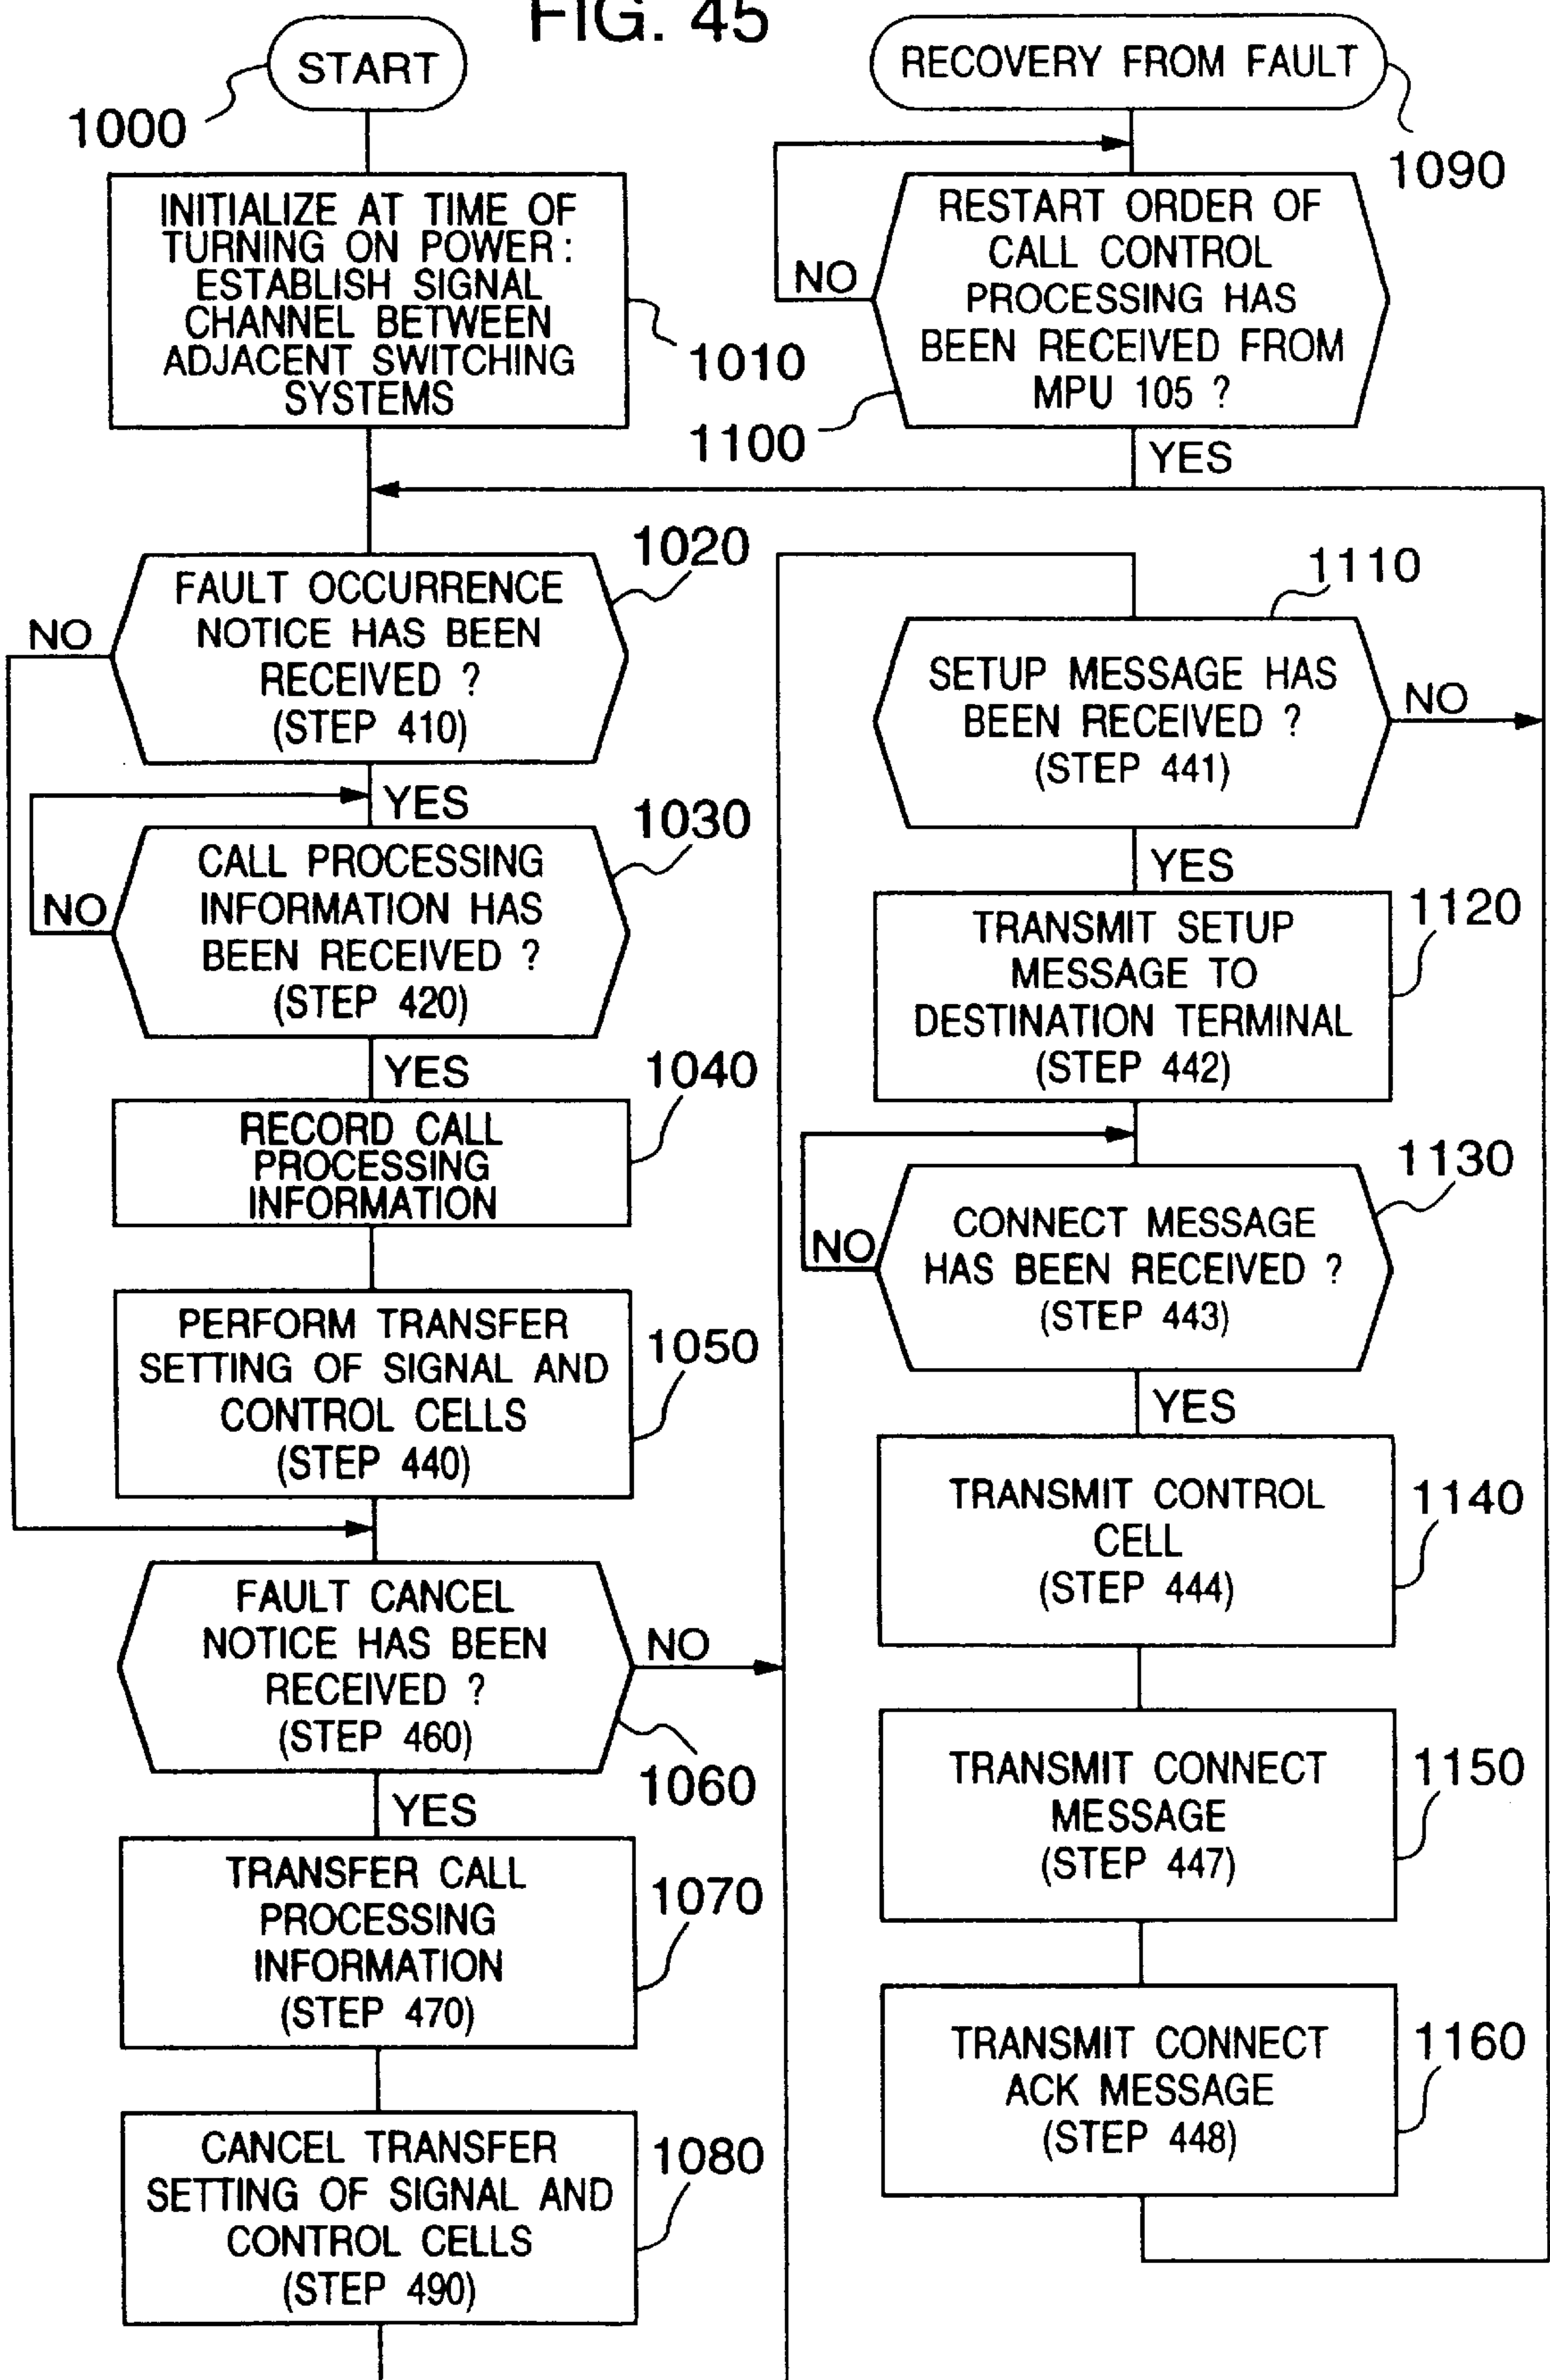 FIG. 45
START
1000
INITIALIZE AT TIME OF
TURNING ON POWER:
ESTABLISH SIGNAL
CHANNEL BETWEEN
ADJACENT SWITCHING
SYSTEMS
1010
FAULT OCCURRENCE
NOTICE HAS BEEN
RECEIVED ?
(STEP 410)
1020
NO
YES
CALL PROCESSING
INFORMATION HAS
BEEN RECEIVED ?
(STEP 420)
1030
NO
YES
RECORD CALL
PROCESSING
INFORMATION
1040
PERFORM TRANSFER
SETTING OF SIGNAL AND
CONTROL CELLS
(STEP 440)
1050
FAULT CANCEL
NOTICE HAS BEEN
RECEIVED ?
(STEP 460)
NO
1060
YES
TRANSFER CALL
PROCESSING
INFORMATION
(STEP 470)
1070
CANCEL TRANSFER
SETTING OF SIGNAL AND
CONTROL CELLS
(STEP 490)
1080
RECOVERY FROM FAULT
1090
RESTART ORDER OF
CALL CONTROL
PROCESSING HAS
BEEN RECEIVED FROM
MPU 105 ?
NO
1100
YES
1110
SETUP MESSAGE HAS
BEEN RECEIVED ?
(STEP 441)
NO
YES
TRANSMIT SETUP
MESSAGE TO
DESTINATION TERMINAL
(STEP 442)
1120
CONNECT MESSAGE
HAS BEEN RECEIVED ?
(STEP 443)
1130
NO
YES
TRANSMIT CONTROL
CELL
(STEP 444)
1140
TRANSMIT CONNECT
MESSAGE
(STEP 447)
1150
TRANSMIT CONNECT
ACK MESSAGE
(STEP 448)
1160